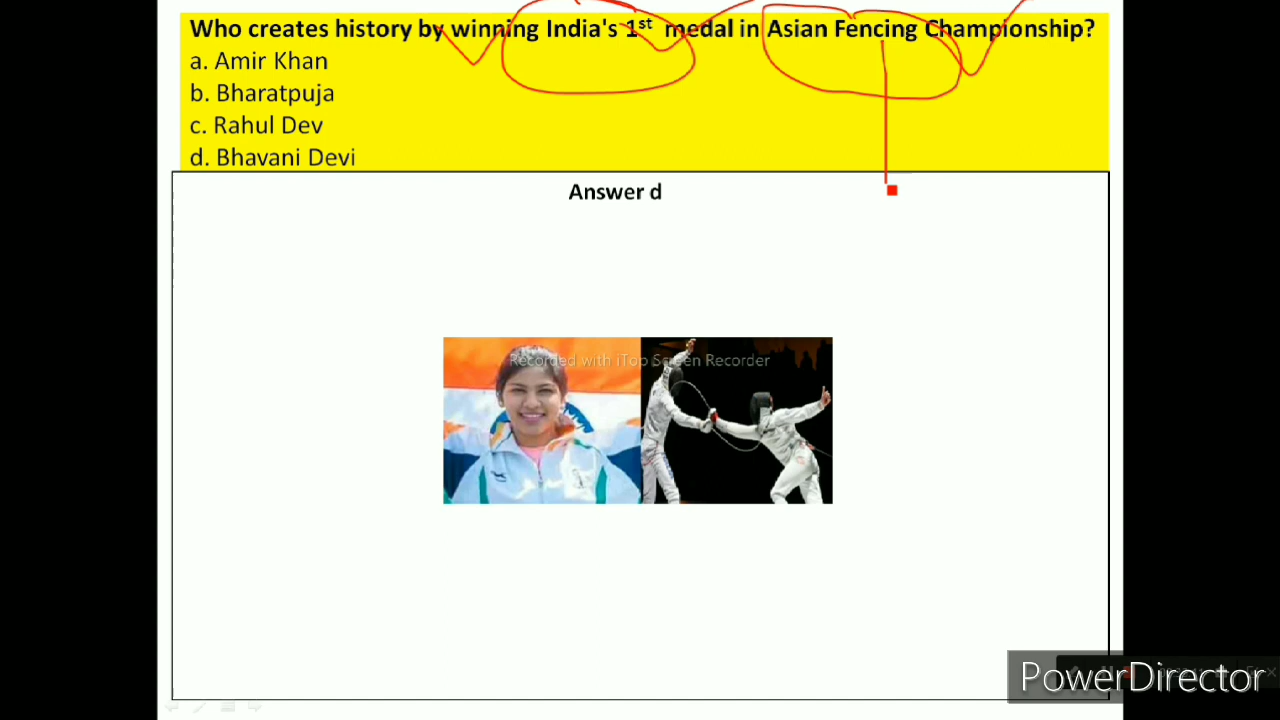 Who creates history by winning India's 1st medal in Asian Fencing Championship?
a. Amir Khan
b. Bharatpuja
c. Rahul Dev
d. Bhavani Devi
Answer d
Recorded with iTop Screen Recorder
PowerDirector